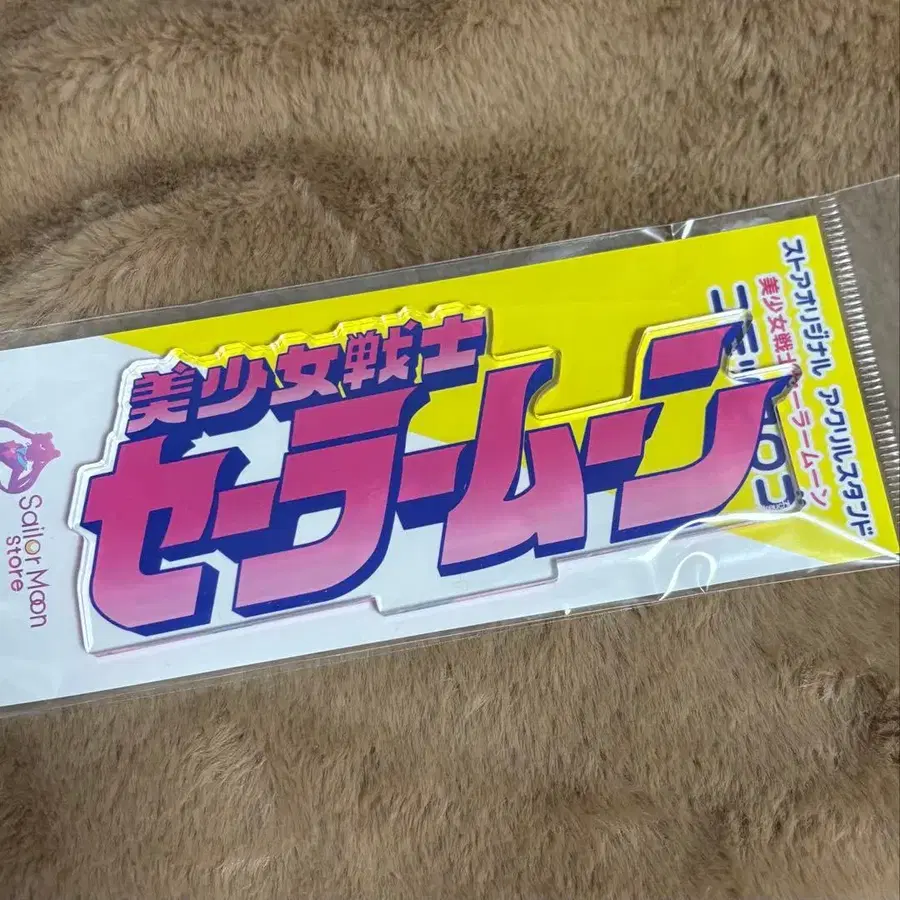 美少女戦士
セーラームーン
Sailor Moon
store
ストアオリジナル アクリルスタンド
美少女戦士セーラームーン